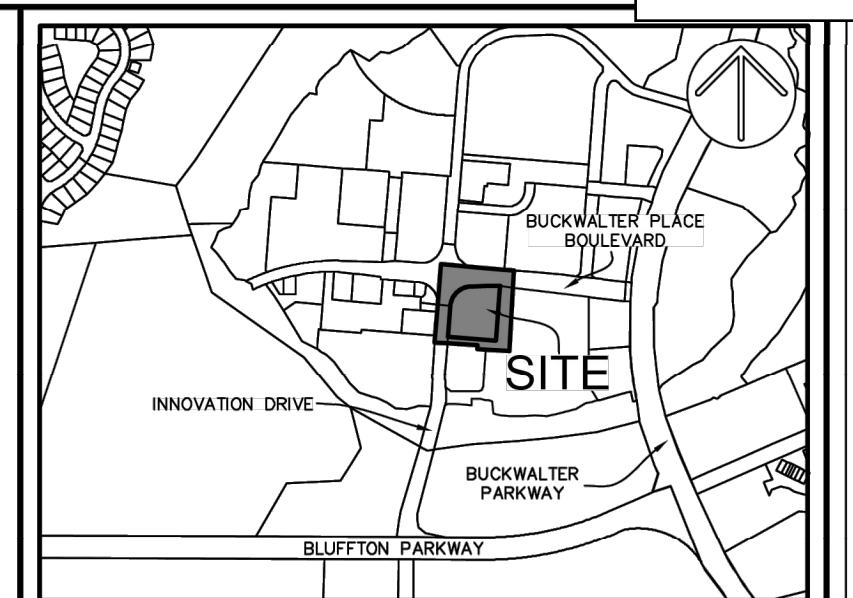 BUCKWALTER PLACE
BOULEVARD
SITE
INNOVATION DRIVE
BUCKWALTER
PARKWAY
BLUFFTON PARKWAY